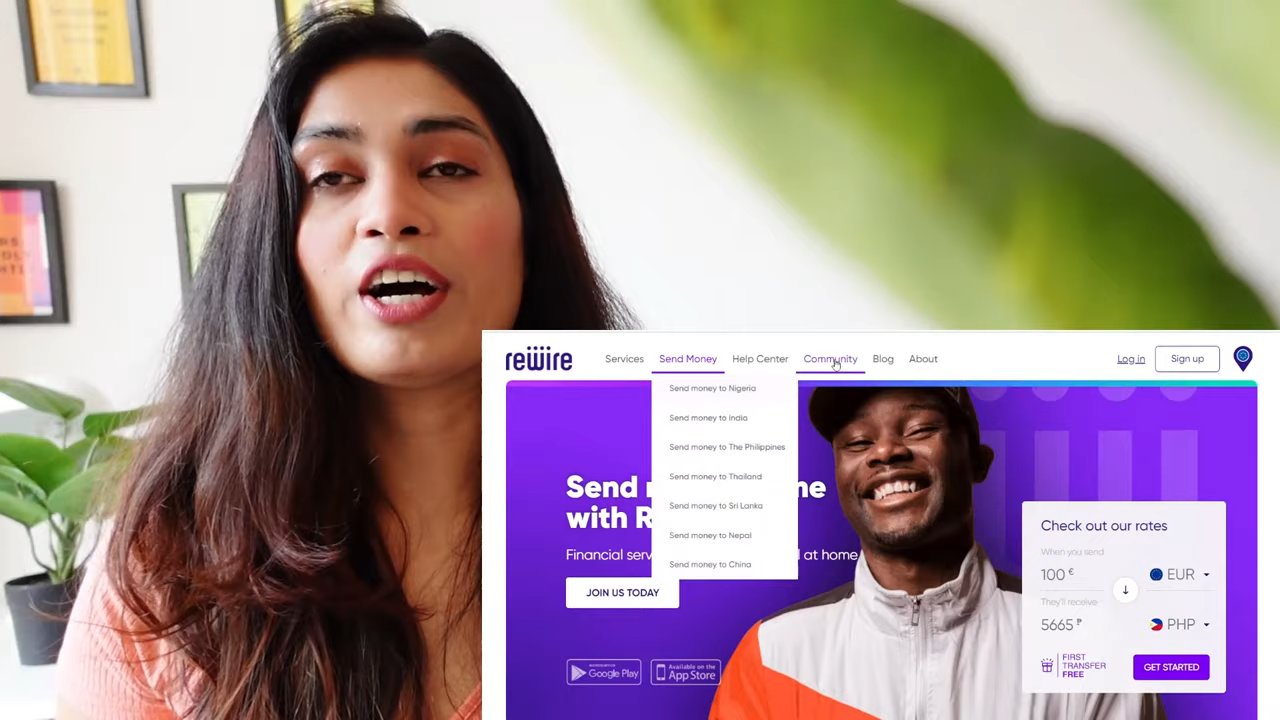 rewire
Services Send Money Help Center Community Blog About Log in Sign up
Send money to Nigeria
Send money to India
Send money to The Philippines
Send money to Thailand
Send money to Sri Lanka
Send money to Nepal
Send money to China
Send me
with R
Financial serv l at home
JOIN US TODAY
Google Play
Available on the
App Store
Check out our rates
When you send
100 € EUR
They'll receive
5665 ₱ PHP
FIRST
TRANSFER
FREE
GET STARTED